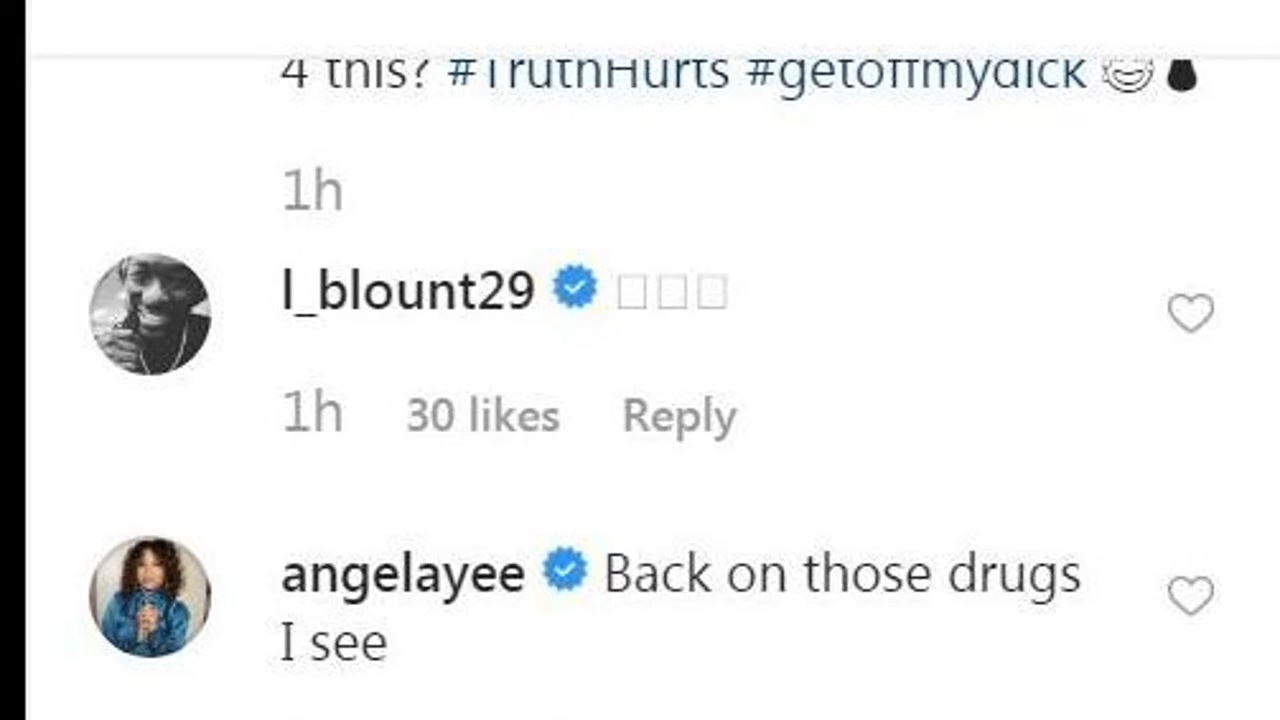 4 this? #TruthHurts #getoffmydick 😂
1h
l_blount29 □□□
1h 30 likes Reply
angelayee Back on those drugs
I see